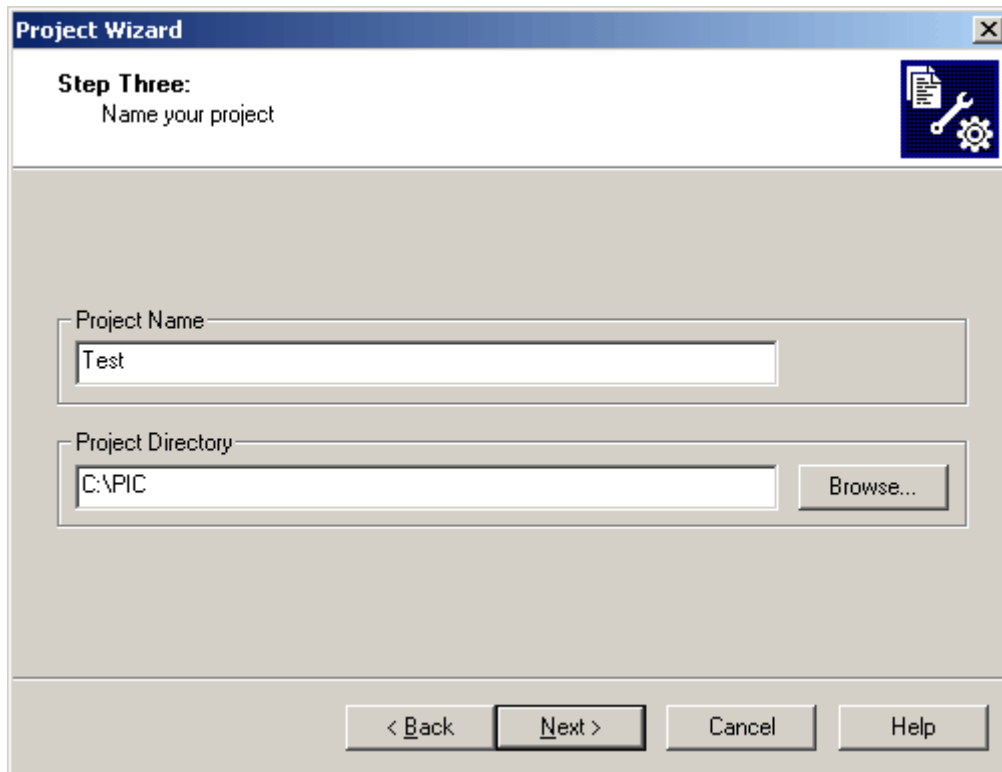 Project Wizard
Step Three:
Name your project
Project Name
Test
Project Directory
C:\PIC
Browse...
< Back
Next >
Cancel
Help